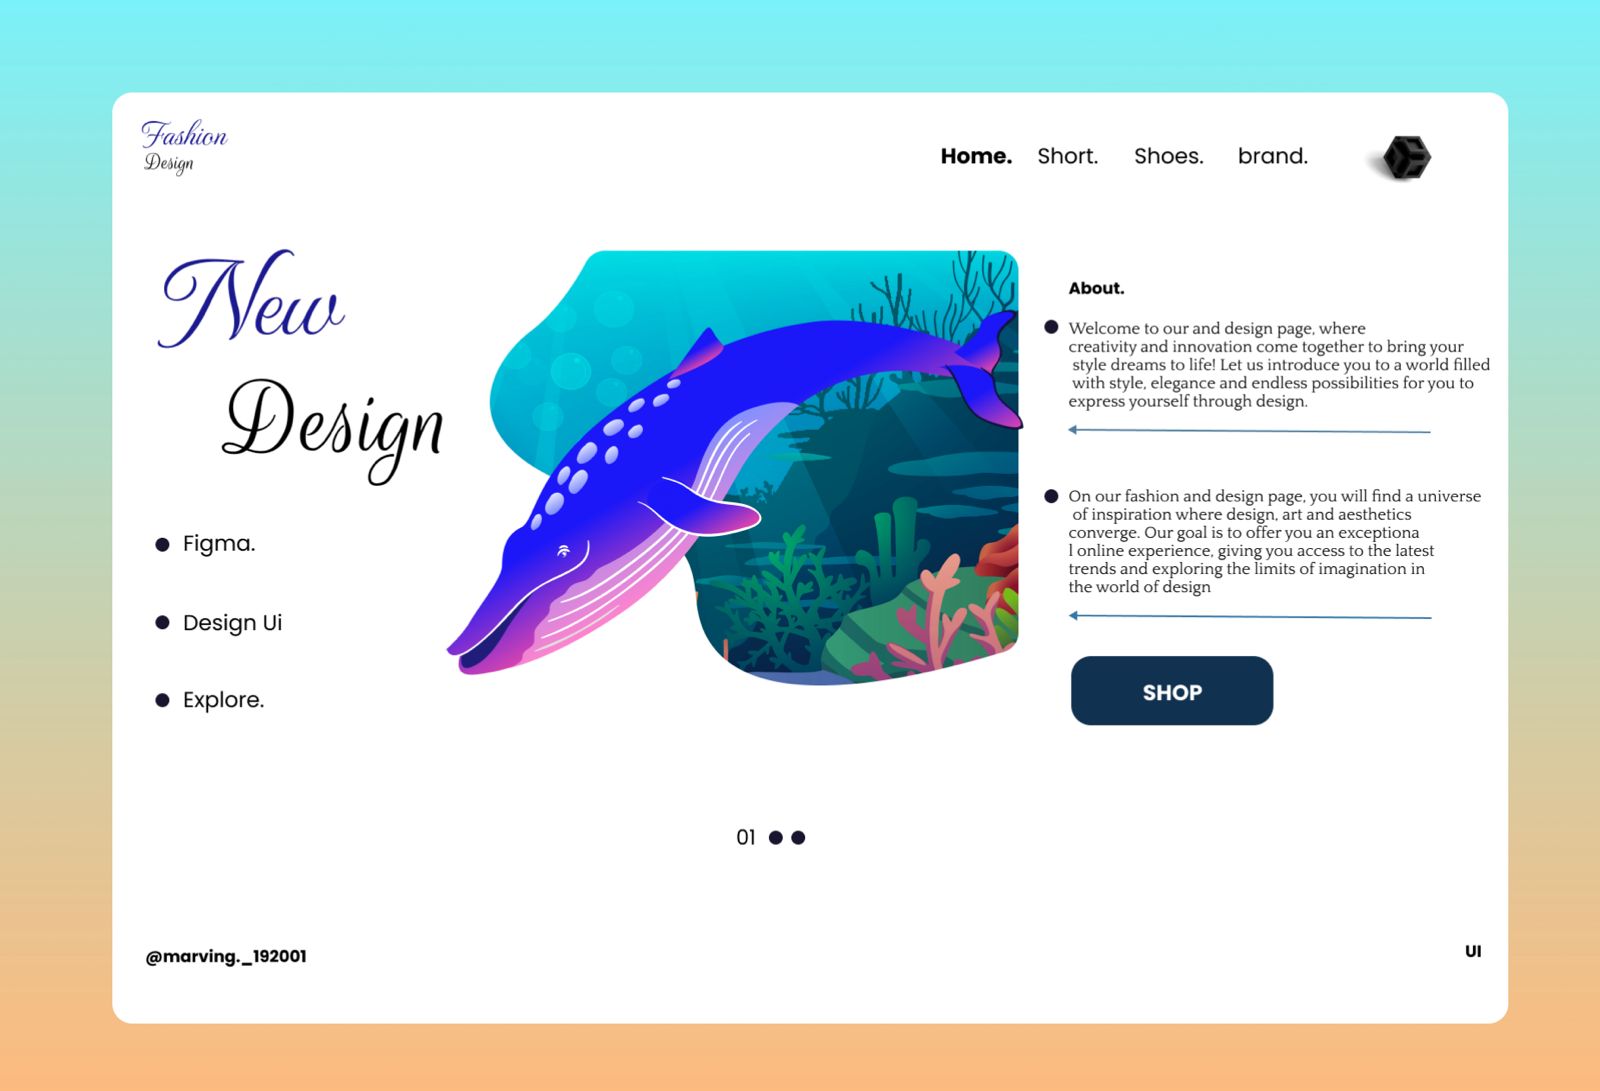 Fashion
Design
Home. Short. Shoes. brand.
New
Design
Figma.
Design Ui
Explore.
About.
Welcome to our and design page, where
creativity and innovation come together to bring your
style dreams to life! Let us introduce you to a world filled
with style, elegance and endless possibilities for you to
express yourself through design.
On our fashion and design page, you will find a universe
of inspiration where design, art and aesthetics
converge. Our goal is to offer you an exceptiona
l online experience, giving you access to the latest
trends and exploring the limits of imagination in
the world of design
SHOP
01
@marving._192001
UI